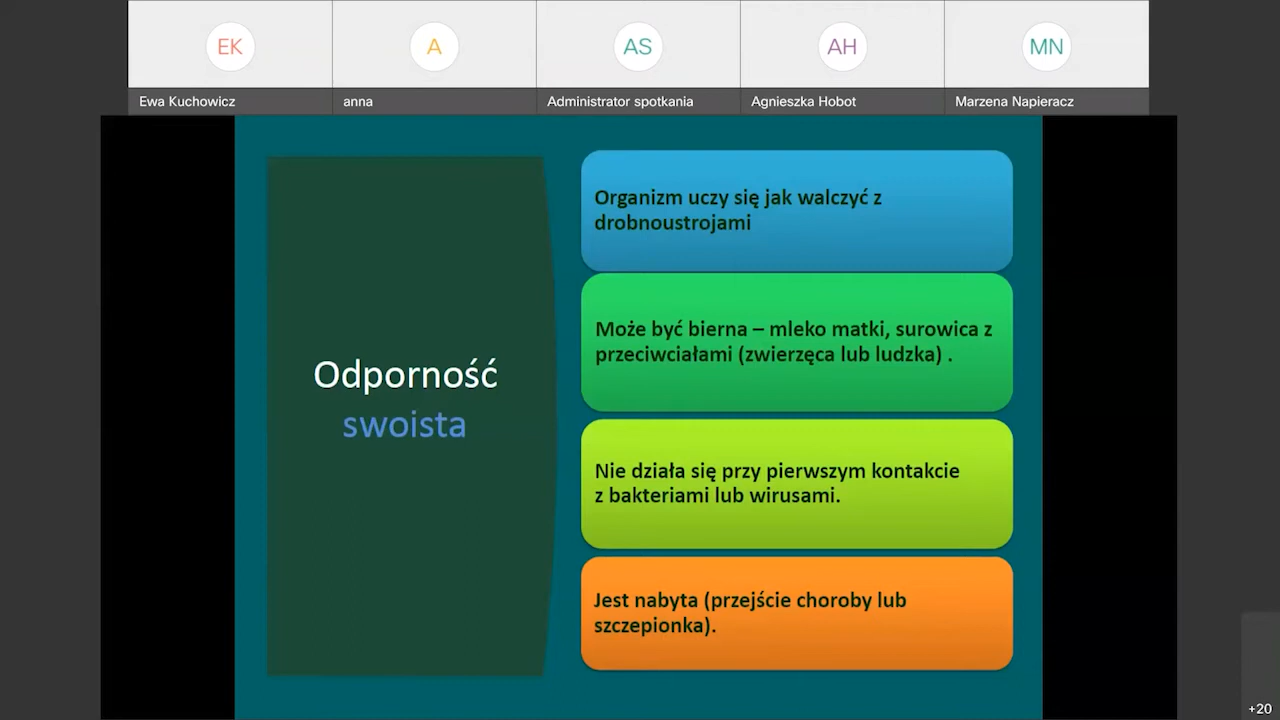 EK
A
AS
AH
MN
Ewa Kuchowicz
anna
Administrator spotkania
Agnieszka Hobot
Marzena Napieracz
Odporność
swoista
Organizm uczy się jak walczyć z
drobnoustrojami
Może być bierna – mleko matki, surowica z
przeciwciałami (zwierzęca lub ludzka) .
Nie działa się przy pierwszym kontakcie
z bakteriami lub wirusami.
Jest nabyta (przejście choroby lub
szczepionka).
+20